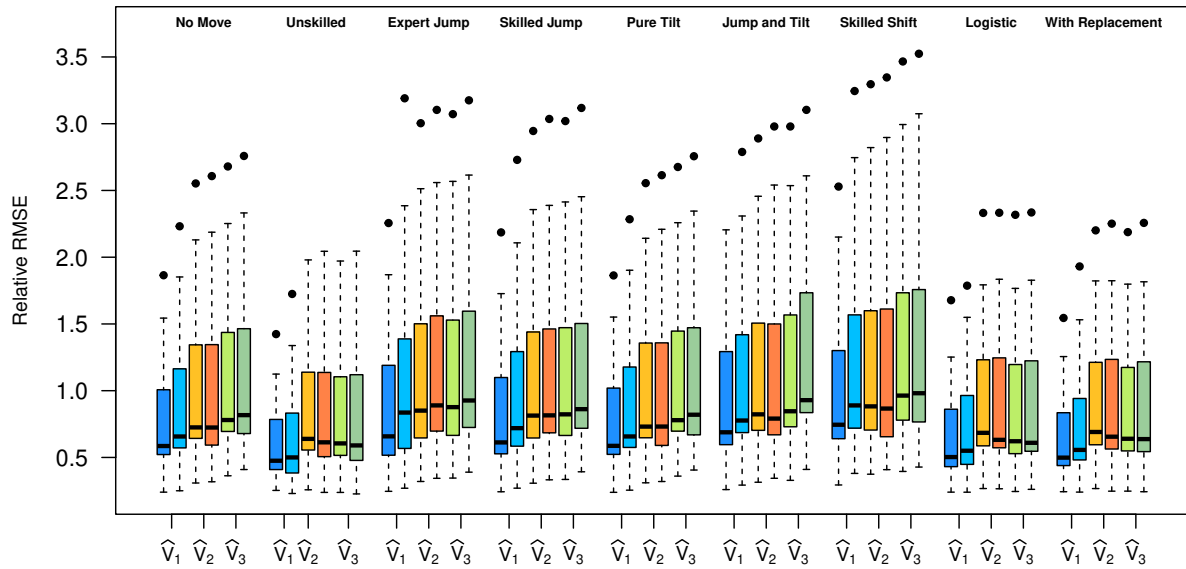 No Move Unskilled Expert Jump Skilled Jump Pure Tilt Jump and Tilt Skilled Shift Logistic With Replacement
Relative RMSE
3.5
3.0
2.5
2.0
1.5
1.0
0.5
V̂₁ V̂₂ V̂₃ V̂₁ V̂₂ V̂₃ V̂₁ V̂₂ V̂₃ V̂₁ V̂₂ V̂₃ V̂₁ V̂₂ V̂₃ V̂₁ V̂₂ V̂₃ V̂₁ V̂₂ V̂₃ V̂₁ V̂₂ V̂₃ V̂₁ V̂₂ V̂₃